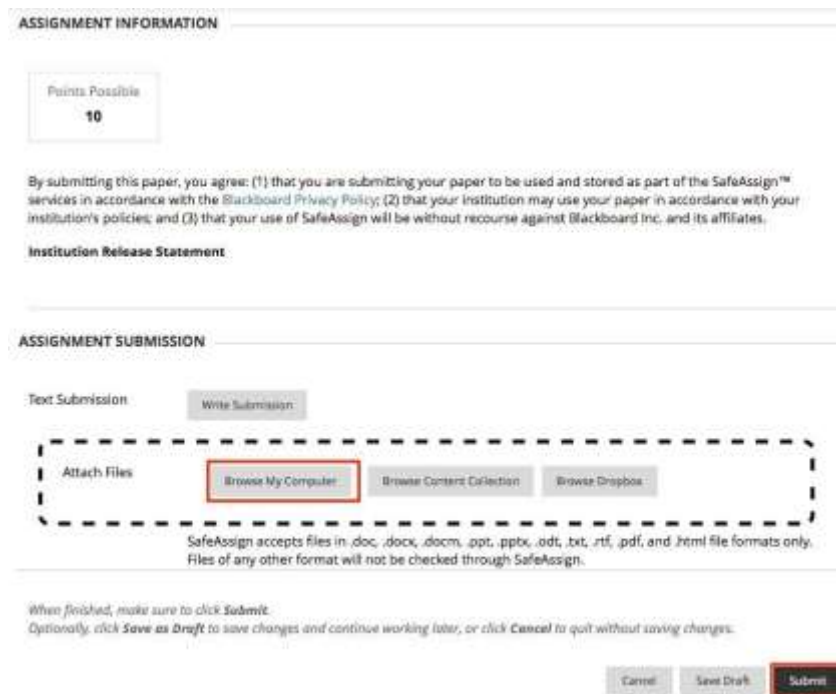 ASSIGNMENT INFORMATION
Points Possible
10
By submitting this paper, you agree: (1) that you are submitting your paper to be used and stored as part of the SafeAssign™
services in accordance with the Blackboard Privacy Policy; (2) that your institution may use your paper in accordance with your
institution's policies; and (3) that your use of SafeAssign will be without recourse against Blackboard Inc. and its affiliates.
Institution Release Statement
ASSIGNMENT SUBMISSION
Text Submission
Write Submission
Attach Files
Browse My Computer
Browse Content Collection
Browse Dropbox
SafeAssign accepts files in .doc, .docx, .docm, .ppt, .pptx, .odt, .txt, .rtf, .pdf, and .html file formats only.
Files of any other format will not be checked through SafeAssign.
When finished, make sure to click Submit.
Optionally, click Save as Draft to save changes and continue working later, or click Cancel to quit without saving changes.
Cancel
Save Draft
Submit